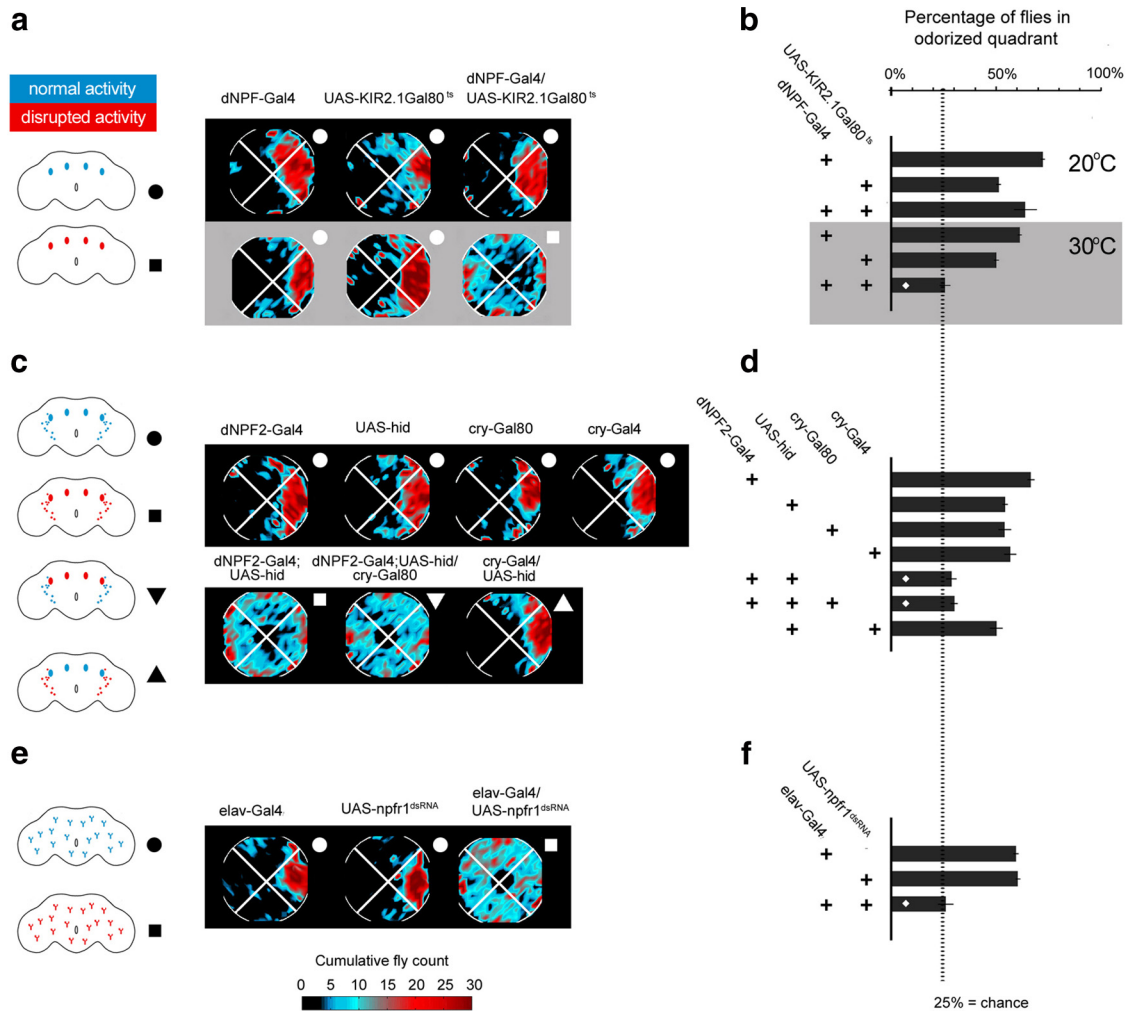 a
normal activity
disrupted activity
dNPF-Gal4
UAS-KIR2.1Gal80ts
dNPF-Gal4/
UAS-KIR2.1Gal80ts
b
Percentage of flies in
odorized quadrant
0%
50%
100%
UAS-KIR2.1Gal80ts
dNPF-Gal4
+
20°C
+
+ +
+
30°C
+
+ +
c
dNPF2-Gal4
UAS-hid
cry-Gal80
cry-Gal4
dNPF2-Gal4;
UAS-hid
dNPF2-Gal4;UAS-hid/
cry-Gal80
cry-Gal4/
UAS-hid
d
dNPF2-Gal4
UAS-hid
cry-Gal80
cry-Gal4
+
+
+
+
+ +
+ + +
+ +
e
elav-Gal4
UAS-npfr1dsRNA
elav-Gal4/
UAS-npfr1dsRNA
Cumulative fly count
0 5 10 15 20 25 30
f
UAS-npfr1dsRNA
elav-Gal4
+
+
+ +
25% = chance